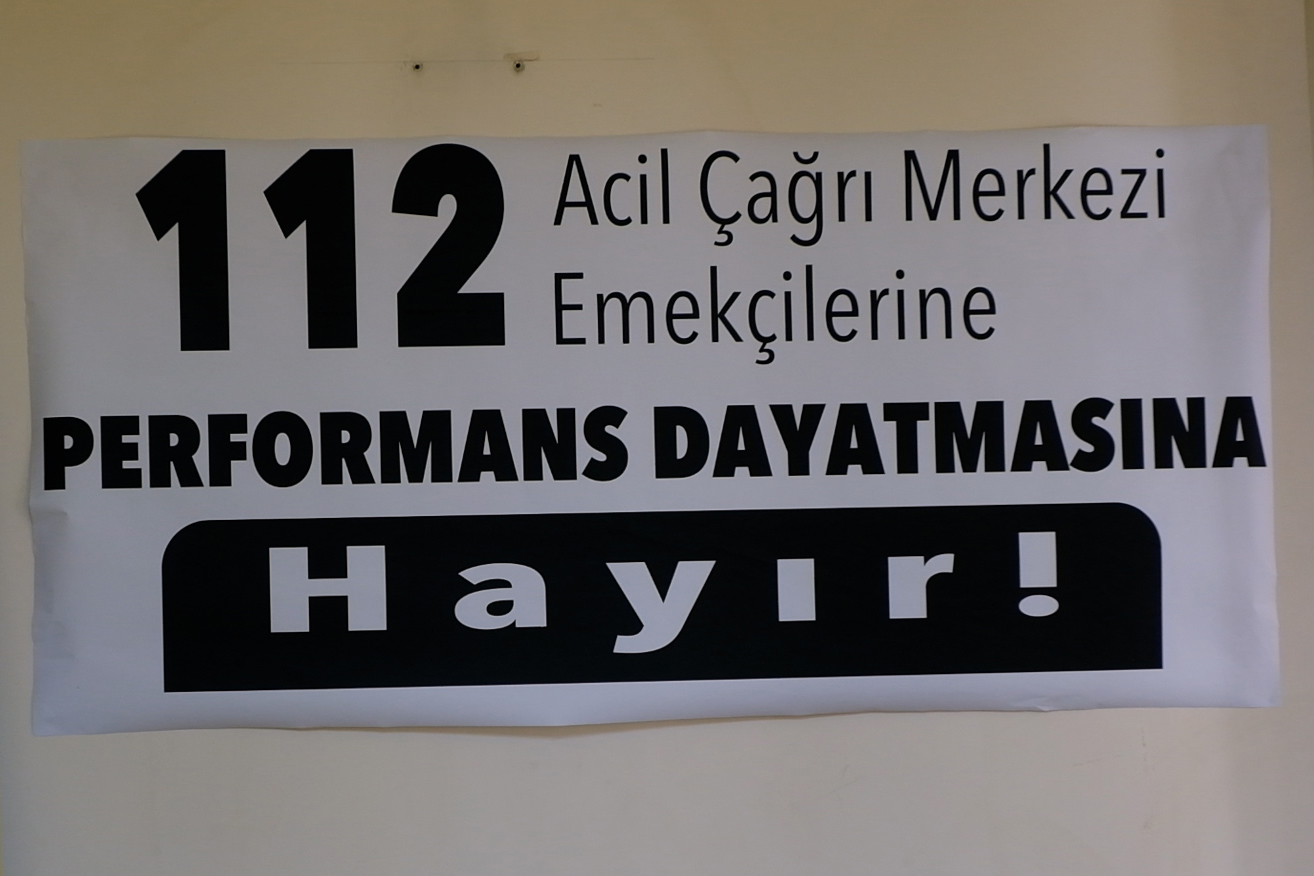 112 Acil Çağrı Merkezi
Emekçilerine
PERFORMANS DAYATMASINA
Hayır!